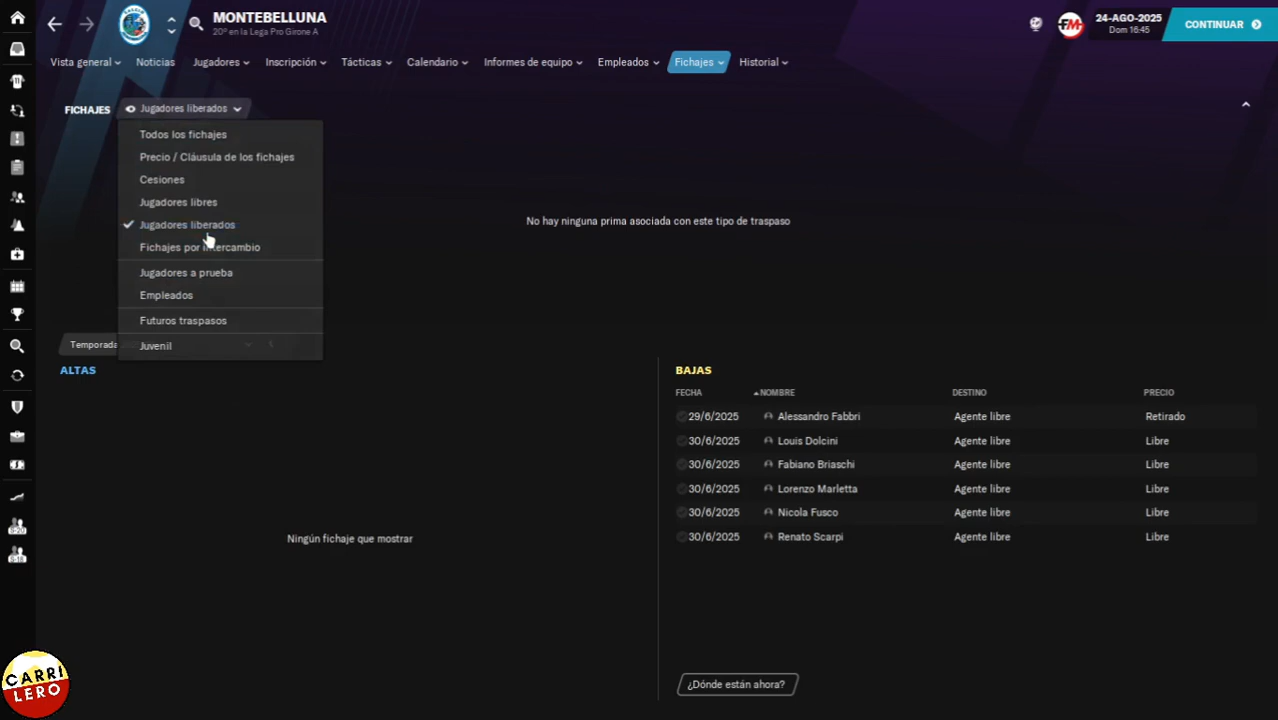 MONTEBELLUNA
20º en la Lega Pro Girone A
FM
24-AGO-2025
Dom 16:45
CONTINUAR
Vista general
Noticias
Jugadores
Inscripción
Tácticas
Calendario
Informes de equipo
Empleados
Fichajes
Historial
FICHAJES
Jugadores liberados
Todos los fichajes
Precio / Cláusula de los fichajes
Cesiones
Jugadores libres
Jugadores liberados
Fichajes por intercambio
Jugadores a prueba
Empleados
Futuros traspasos
Juvenil
No hay ninguna prima asociada con este tipo de traspaso
Temporada
ALTAS
Ningún fichaje que mostrar
BAJAS
FECHA NOMBRE DESTINO PRECIO
29/6/2025 Alessandro Fabbri Agente libre Retirado
30/6/2025 Louis Dolcini Agente libre Libre
30/6/2025 Fabiano Briaschi Agente libre Libre
30/6/2025 Lorenzo Marletta Agente libre Libre
30/6/2025 Nicola Fusco Agente libre Libre
30/6/2025 Renato Scarpi Agente libre Libre
¿Dónde están ahora?
CARRI
LERO